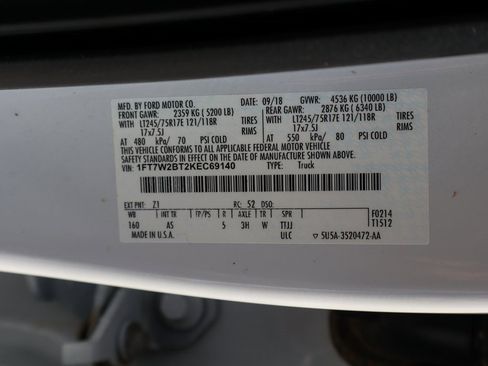 MFD. BY FORD MOTOR CO. DATE: 09/18 GVWR: 4536 KG (10000 LB)
FRONT GAWR: 2359 KG (5200 LB) REAR GAWR: 2876 KG (6340 LB)
WITH LT245/75R17E 121/118R TIRES WITH LT245/75R17E 121/118R TIRES
17x7.5J RIMS 17x7.5J RIMS
AT 480 kPa/ 70 PSI COLD AT 550 kPa/ 80 PSI COLD
THIS VEHICLE CONFORMS TO ALL APPLICABLE FEDERAL MOTOR VEHICLE
SAFETY STANDARDS IN EFFECT ON THE DATE OF MANUFACTURE SHOWN ABOVE.
VIN: 1FT7W2BT2KEC69140 TYPE: Truck
EXT PNT: Z1 RC: 52 DSO: F0214
WB INT TR TP/PS R AXLE TR SPR T1512
160 AS 5 3H W TTJJ
MADE IN U.S.A. ULC ▽ 5U5A-3520472-AA